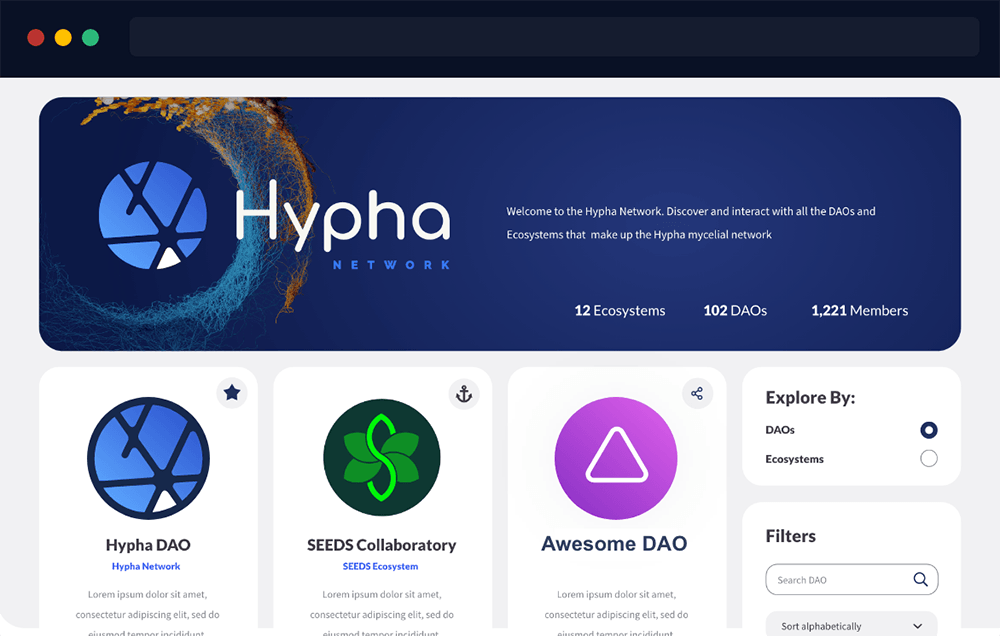 Hypha
NETWORK
Welcome to the Hypha Network. Discover and interact with all the DAOs and
Ecosystems that make up the Hypha mycelial network
12 Ecosystems
102 DAOs
1,221 Members
Hypha DAO
Hypha Network
Lorem ipsum dolor sit amet,
consectetur adipiscing elit, sed do
eiusmod tempor incididunt
SEEDS Collaboratory
SEEDS Ecosystem
Lorem ipsum dolor sit amet,
consectetur adipiscing elit, sed do
eiusmod tempor incididunt
Awesome DAO
Lorem ipsum dolor sit amet,
consectetur adipiscing elit, sed do
eiusmod tempor incididunt
Explore By:
DAOs
Ecosystems
Filters
Search DAO
Sort alphabetically